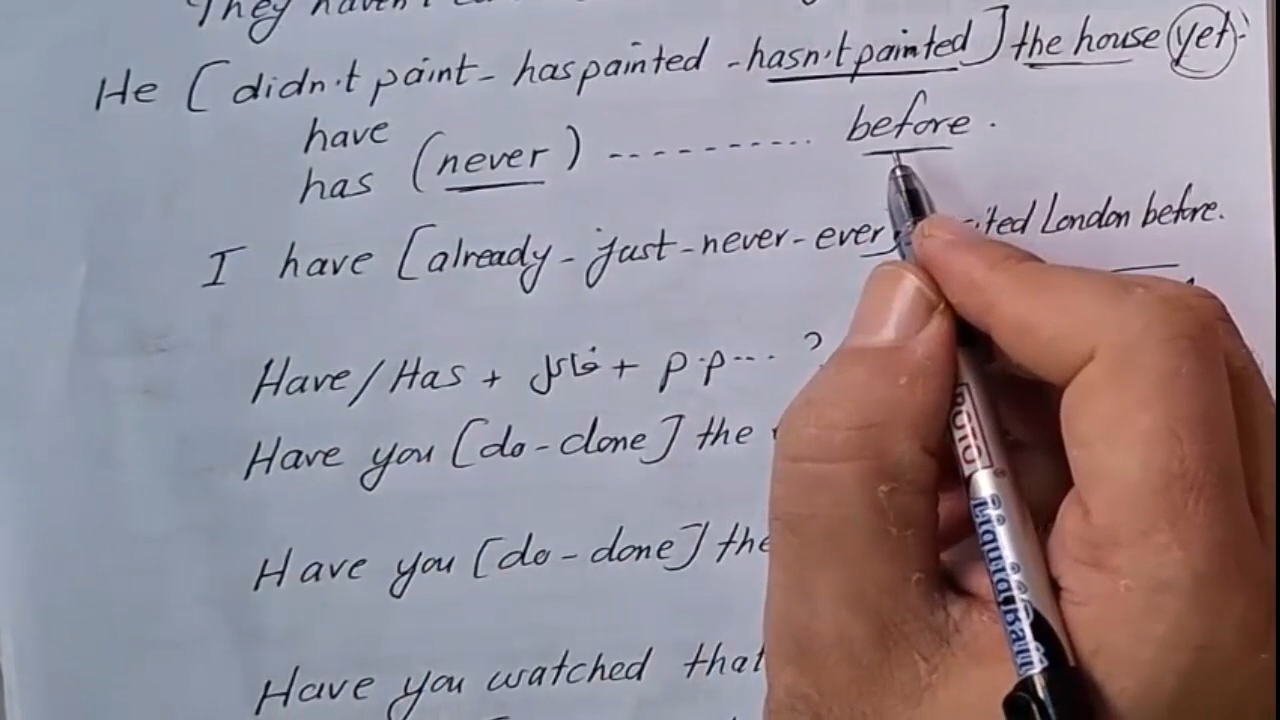 They haven't
He [didn't paint - has painted - hasn't painted] the house yet.
have
has (never) ---------- before.
I have [already - just - never - ever] visited London before.
Have/Has + فاعل + p.p... ?
Have you [do - done] the
Have you [do - done] the
Have you watched that
ROTO
Liquid Ball